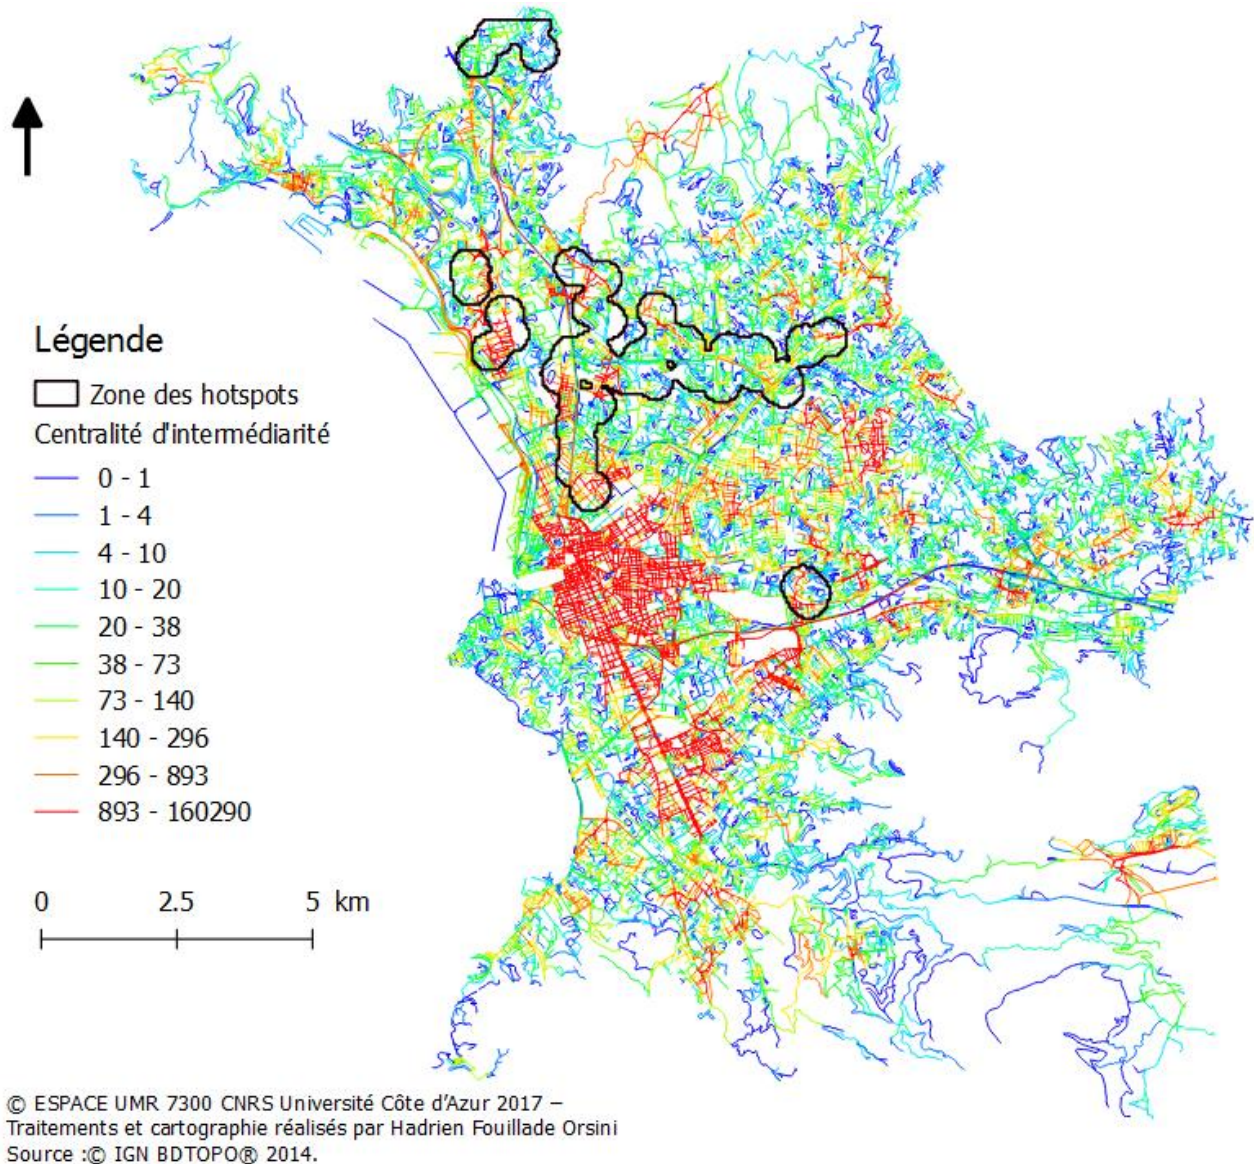 Légende
Zone des hotspots
Centralité d'intermédiarité
0 - 1
1 - 4
4 - 10
10 - 20
20 - 38
38 - 73
73 - 140
140 - 296
296 - 893
893 - 160290
0 2.5 5 km
© ESPACE UMR 7300 CNRS Université Côte d'Azur 2017 –
Traitements et cartographie réalisés par Hadrien Fouillade Orsini
Source :© IGN BDTOPO® 2014.